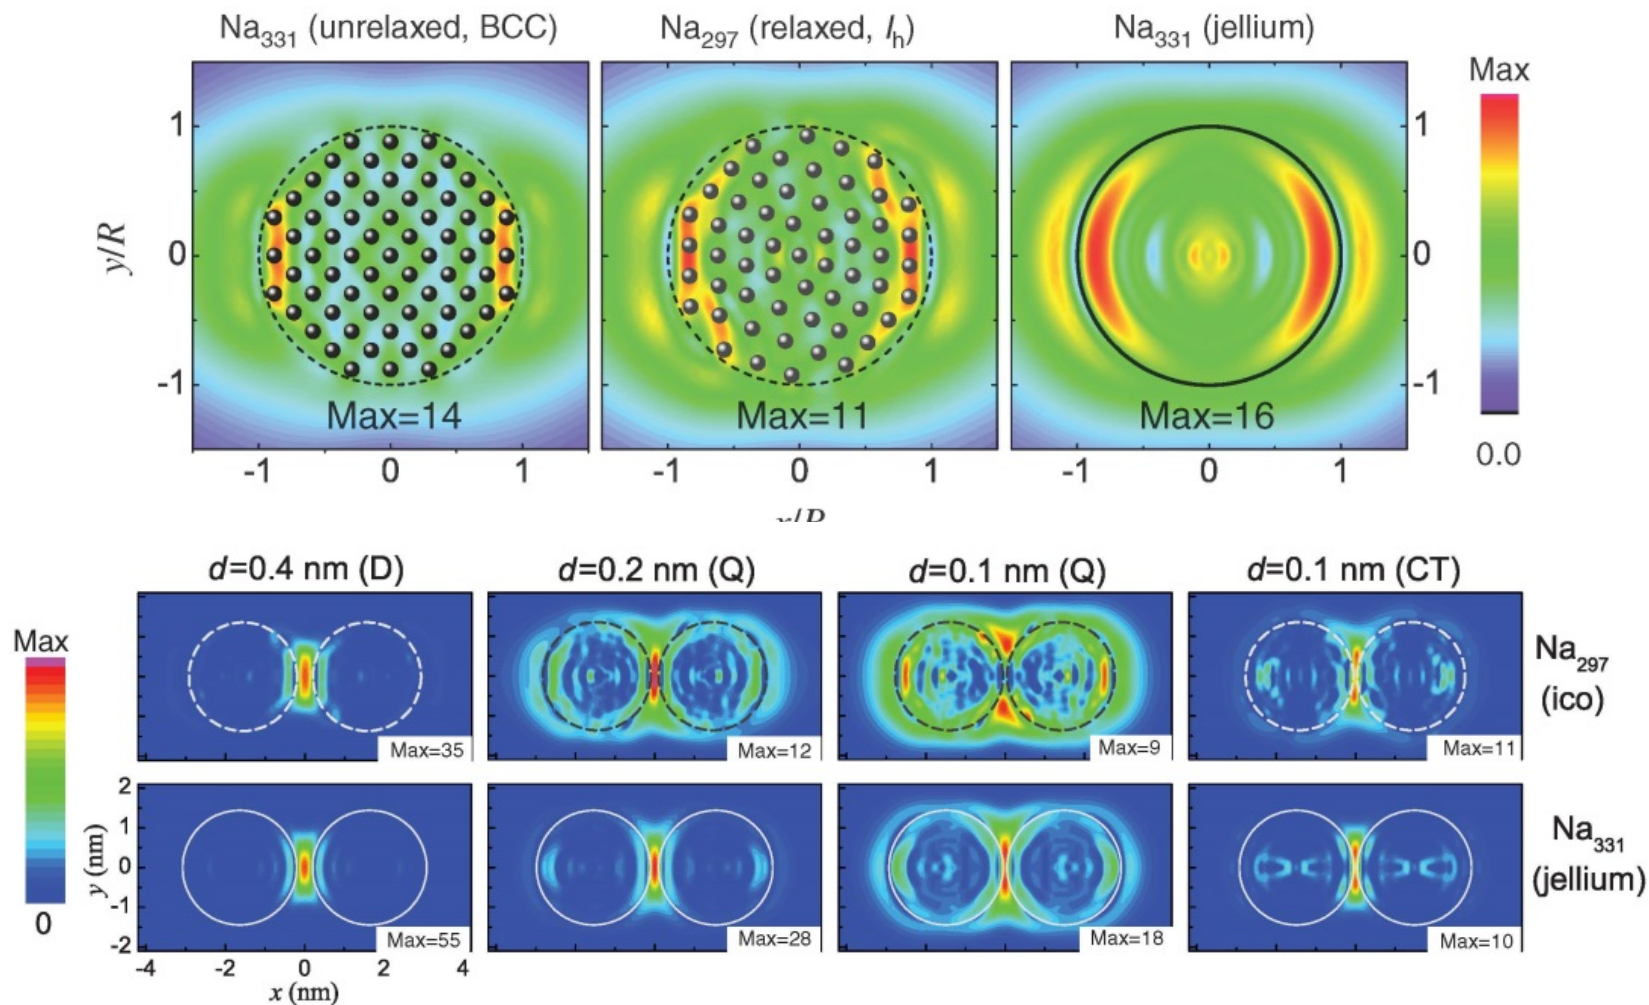 Na331 (unrelaxed, BCC) Na297 (relaxed, Ih) Na331 (jellium)
Max
1 1
y/R 0 0
-1 -1
Max=14 Max=11 Max=16
0.0
-1 0 1 -1 0 1 -1 0 1
x/R
d=0.4 nm (D) d=0.2 nm (Q) d=0.1 nm (Q) d=0.1 nm (CT)
Max
Na297
(ico)
Max=35 Max=12 Max=9 Max=11
2
1
y (nm) 0
-1
-2
Na331
(jellium)
0
Max=55 Max=28 Max=18 Max=10
-4 -2 0 2 4
x (nm)